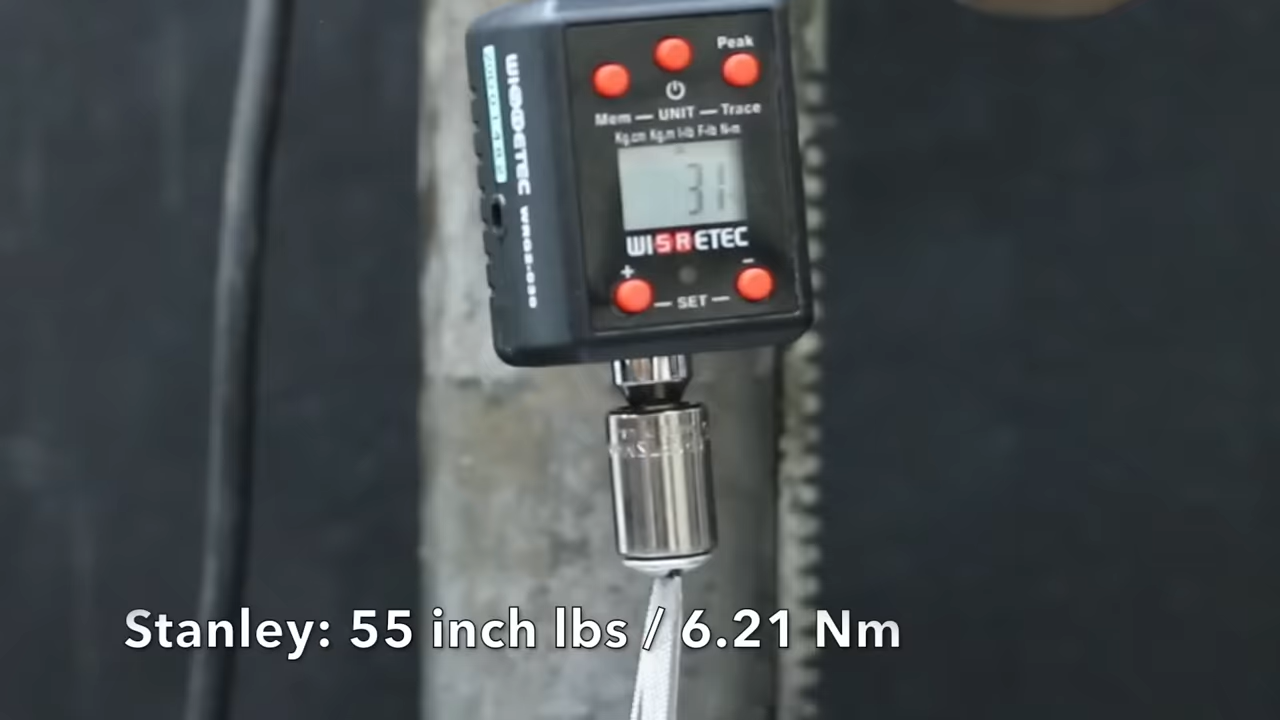 Peak
Mem — UNIT — Trace
Kg.cm Kg.m I-lb F-lb N-m
31
WISRETEC
+ −
— SET —
Stanley: 55 inch lbs / 6.21 Nm